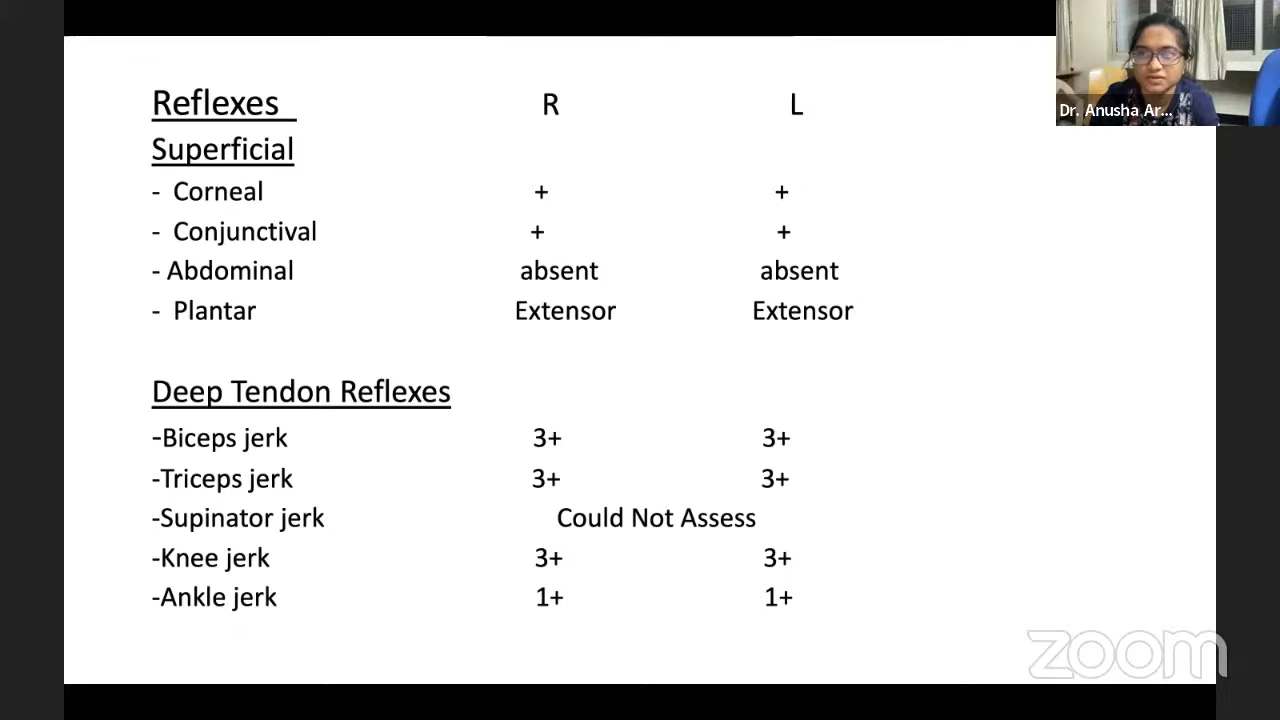 Reflexes R L
Superficial
- Corneal + +
- Conjunctival + +
- Abdominal absent absent
- Plantar Extensor Extensor
Deep Tendon Reflexes
-Biceps jerk 3+ 3+
-Triceps jerk 3+ 3+
-Supinator jerk Could Not Assess
-Knee jerk 3+ 3+
-Ankle jerk 1+ 1+
Dr. Anusha Ar...
zoom